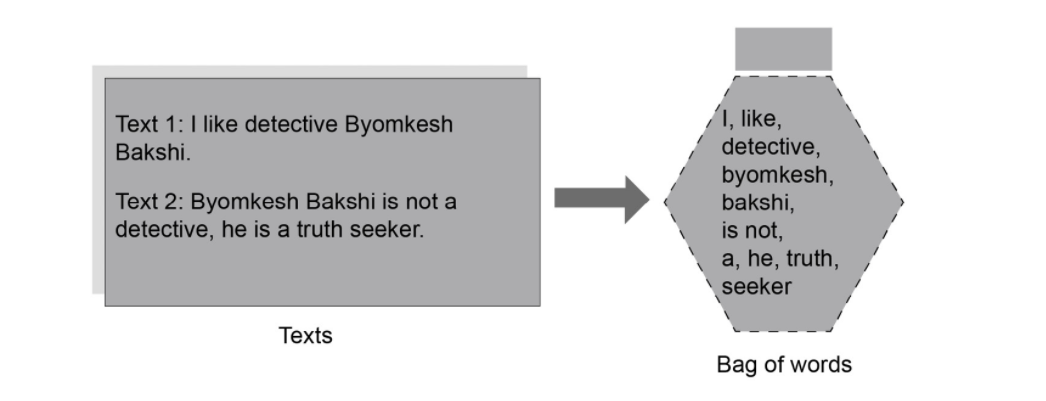 Text 1: I like detective Byomkesh
Bakshi.
Text 2: Byomkesh Bakshi is not a
detective, he is a truth seeker.
Texts
I, like,
detective,
byomkesh,
bakshi,
is not,
a, he, truth,
seeker
Bag of words